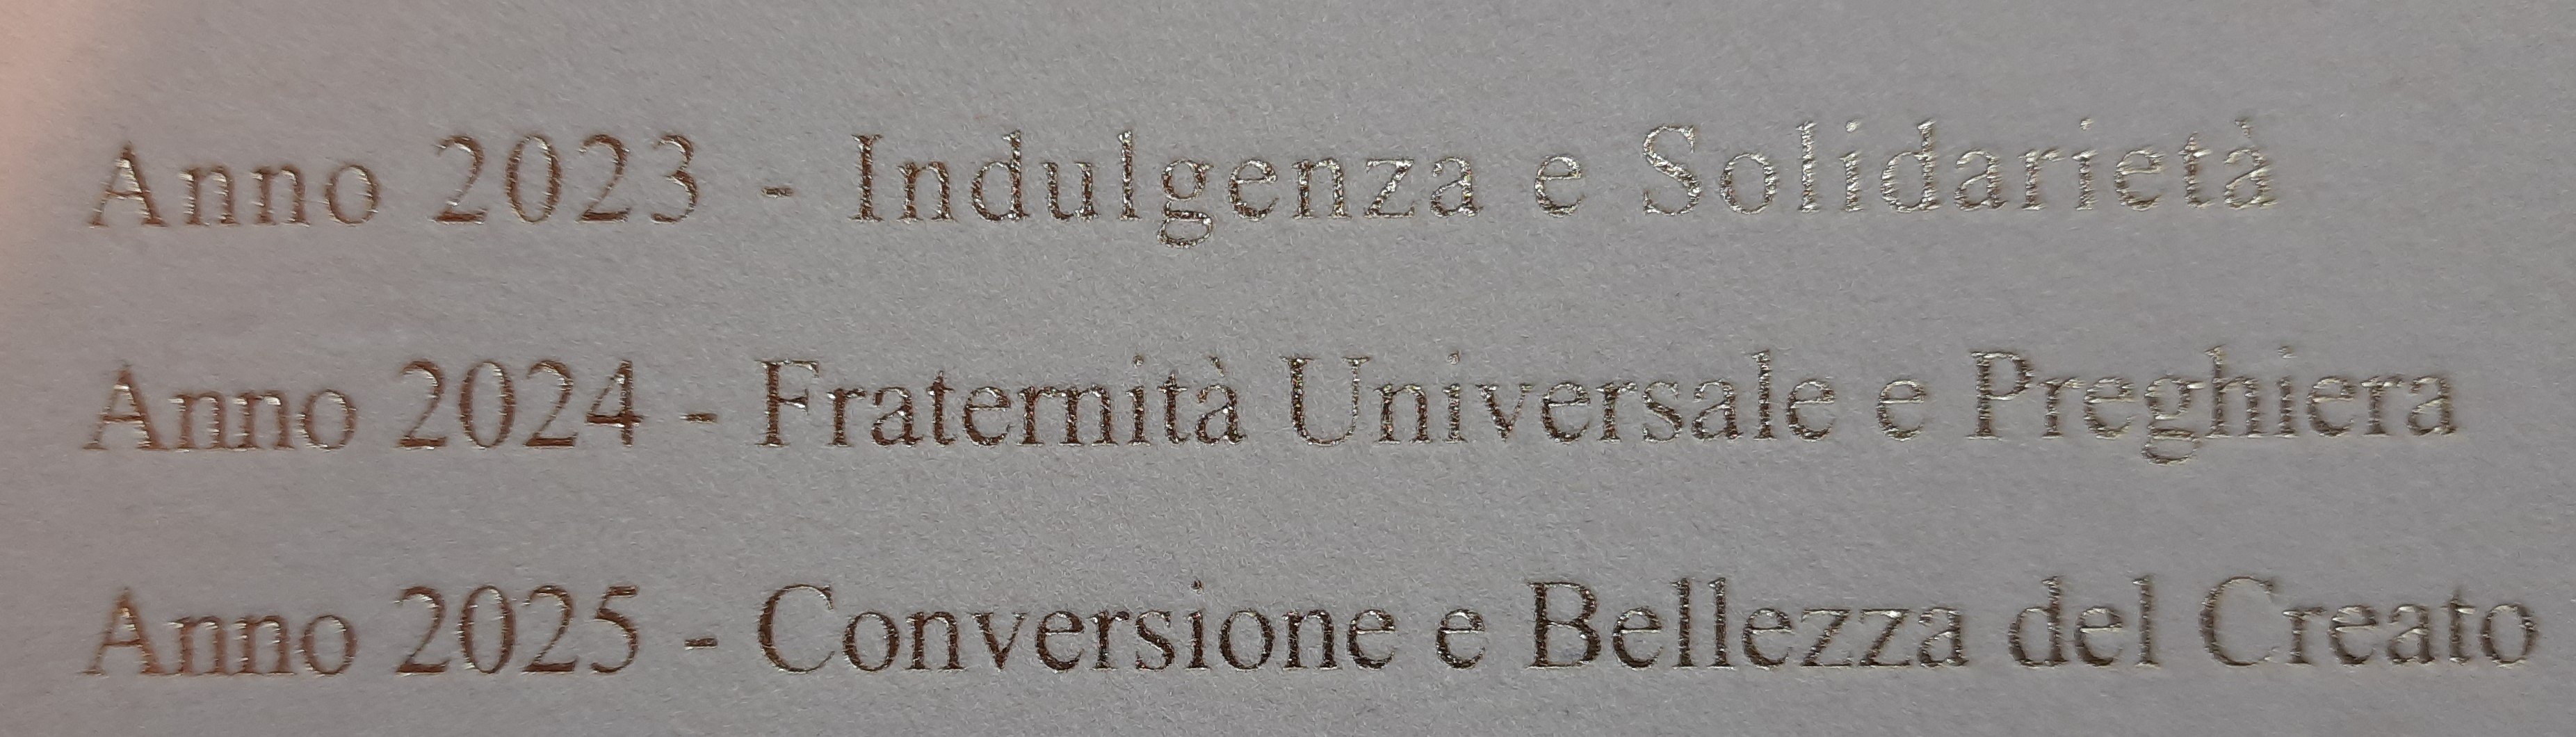 Anno 2023 - Indulgenza e Solidarietà
Anno 2024 - Fraternità Universale e Preghiera
Anno 2025 - Conversione e Bellezza del Creato